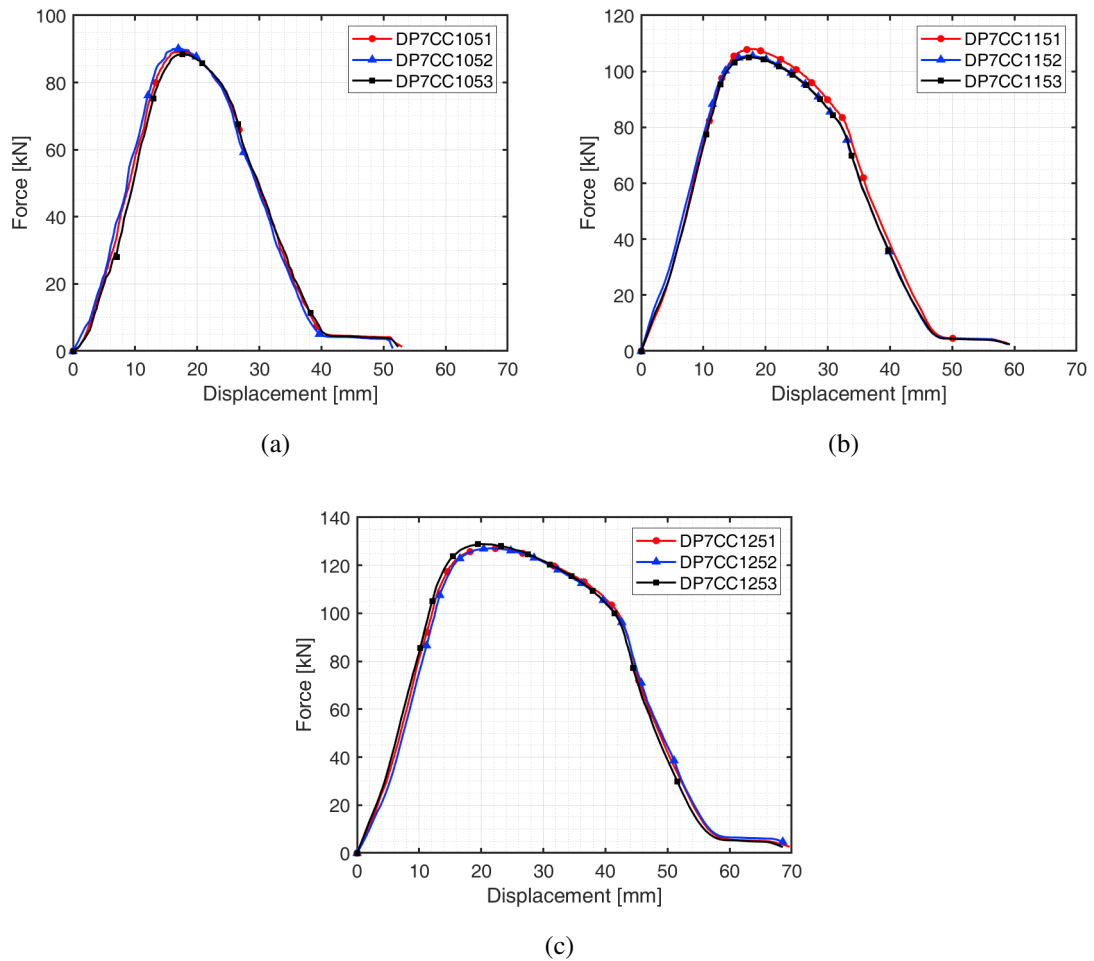 100
80
60
40
20
0
Force [kN]
DP7CC1051
DP7CC1052
DP7CC1053
0 10 20 30 40 50 60 70
Displacement [mm]
(a)
120
100
80
60
40
20
0
Force [kN]
DP7CC1151
DP7CC1152
DP7CC1153
0 10 20 30 40 50 60 70
Displacement [mm]
(b)
140
120
100
80
60
40
20
0
Force [kN]
DP7CC1251
DP7CC1252
DP7CC1253
0 10 20 30 40 50 60 70
Displacement [mm]
(c)